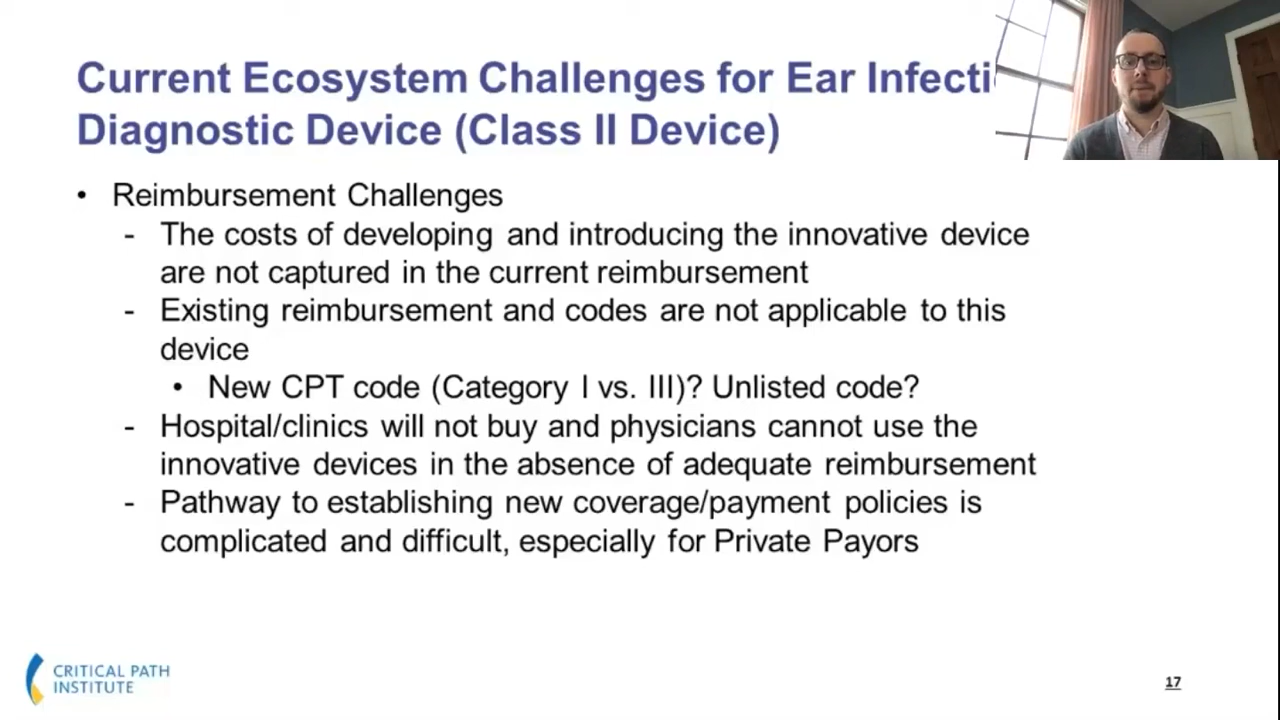 Current Ecosystem Challenges for Ear Infecti
Diagnostic Device (Class II Device)
• Reimbursement Challenges
- The costs of developing and introducing the innovative device
are not captured in the current reimbursement
- Existing reimbursement and codes are not applicable to this
device
• New CPT code (Category I vs. III)? Unlisted code?
- Hospital/clinics will not buy and physicians cannot use the
innovative devices in the absence of adequate reimbursement
- Pathway to establishing new coverage/payment policies is
complicated and difficult, especially for Private Payors
CRITICAL PATH
INSTITUTE
17